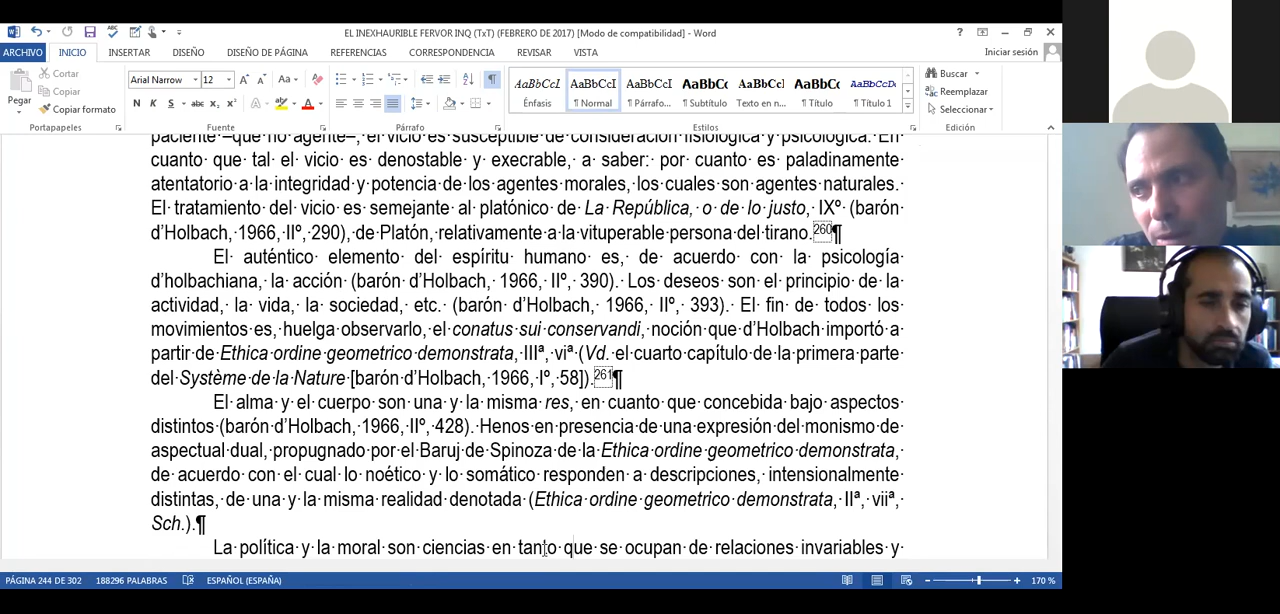 EL INEXHAURIBLE FERVOR INQ (TxT) (FEBRERO DE 2017) [Modo de compatibilidad] - Word
ARCHIVO INICIO INSERTAR DISEÑO DISEÑO DE PÁGINA REFERENCIAS CORRESPONDENCIA REVISAR VISTA Iniciar sesión
Pegar
Cortar
Copiar
Copiar formato
Portapapeles
Arial Narrow 12
Fuente
Párrafo
AaBbCcI AaBbCcI AaBbCcI AaBbCc AaBbCcI AaBbCc AaBbCcDc
Énfasis ¶ Normal ¶ Párrafo... ¶ Subtítulo Texto en n... ¶ Título ¶ Título 1
Estilos
Buscar
Reemplazar
Seleccionar
Edición
paciente –que no agente–, el vicio es susceptible de consideración fisiológica y psicológica. En
cuanto que tal el vicio es denostable y execrable, a saber: por cuanto es paladinamente
atentatorio a la integridad y potencia de los agentes morales, los cuales son agentes naturales.
El tratamiento del vicio es semejante al platónico de La República, o de lo justo, IXº (barón
d’Holbach, 1966, IIº, 290), de Platón, relativamente a la vituperable persona del tirano.260¶
El auténtico elemento del espíritu humano es, de acuerdo con la psicología
d’holbachiana, la acción (barón d’Holbach, 1966, IIº, 390). Los deseos son el principio de la
actividad, la vida, la sociedad, etc. (barón d’Holbach, 1966, IIº, 393). El fin de todos los
movimientos es, huelga observarlo, el conatus sui conservandi, noción que d’Holbach importó a
partir de Ethica ordine geometrico demonstrata, IIIª, viª (Vd. el cuarto capítulo de la primera parte
del Système de la Nature [barón d’Holbach, 1966, Iº, 58]).261¶
El alma y el cuerpo son una y la misma res, en cuanto que concebida bajo aspectos
distintos (barón d’Holbach, 1966, IIº, 428). Henos en presencia de una expresión del monismo de
aspectual dual, propugnado por el Baruj de Spinoza de la Ethica ordine geometrico demonstrata,
de acuerdo con el cual lo noético y lo somático responden a descripciones, intensionalmente
distintas, de una y la misma realidad denotada (Ethica ordine geometrico demonstrata, IIª, viiª,
Sch.).¶
La política y la moral son ciencias en tanto que se ocupan de relaciones invariables y
PÁGINA 244 DE 302 188296 PALABRAS ESPAÑOL (ESPAÑA) 170 %